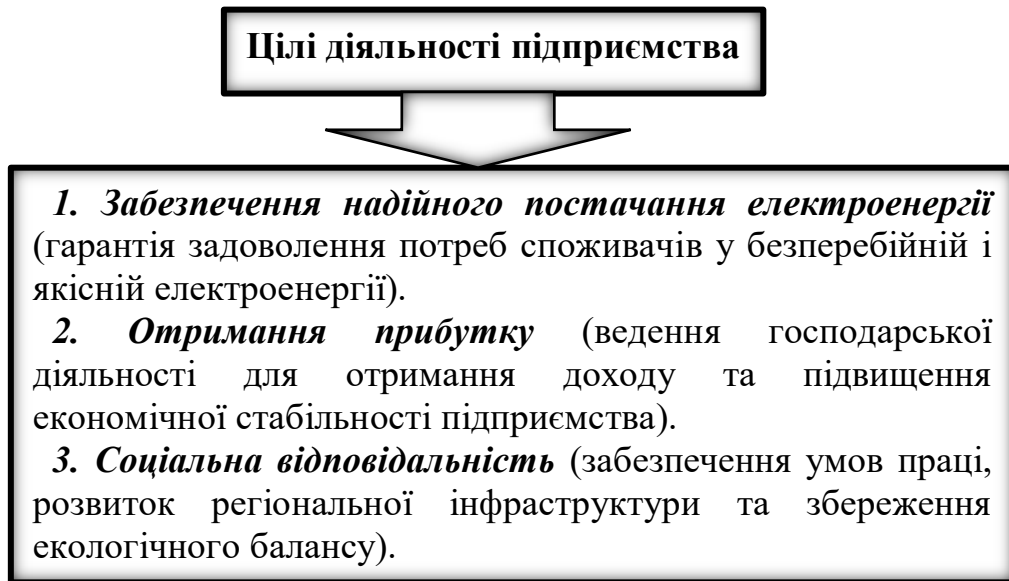 Цілі діяльності підприємства
1. Забезпечення надійного постачання електроенергії
(гарантія задоволення потреб споживачів у безперебійній і
якісній електроенергії).
2. Отримання прибутку (ведення господарської
діяльності для отримання доходу та підвищення
економічної стабільності підприємства).
3. Соціальна відповідальність (забезпечення умов праці,
розвиток регіональної інфраструктури та збереження
екологічного балансу).